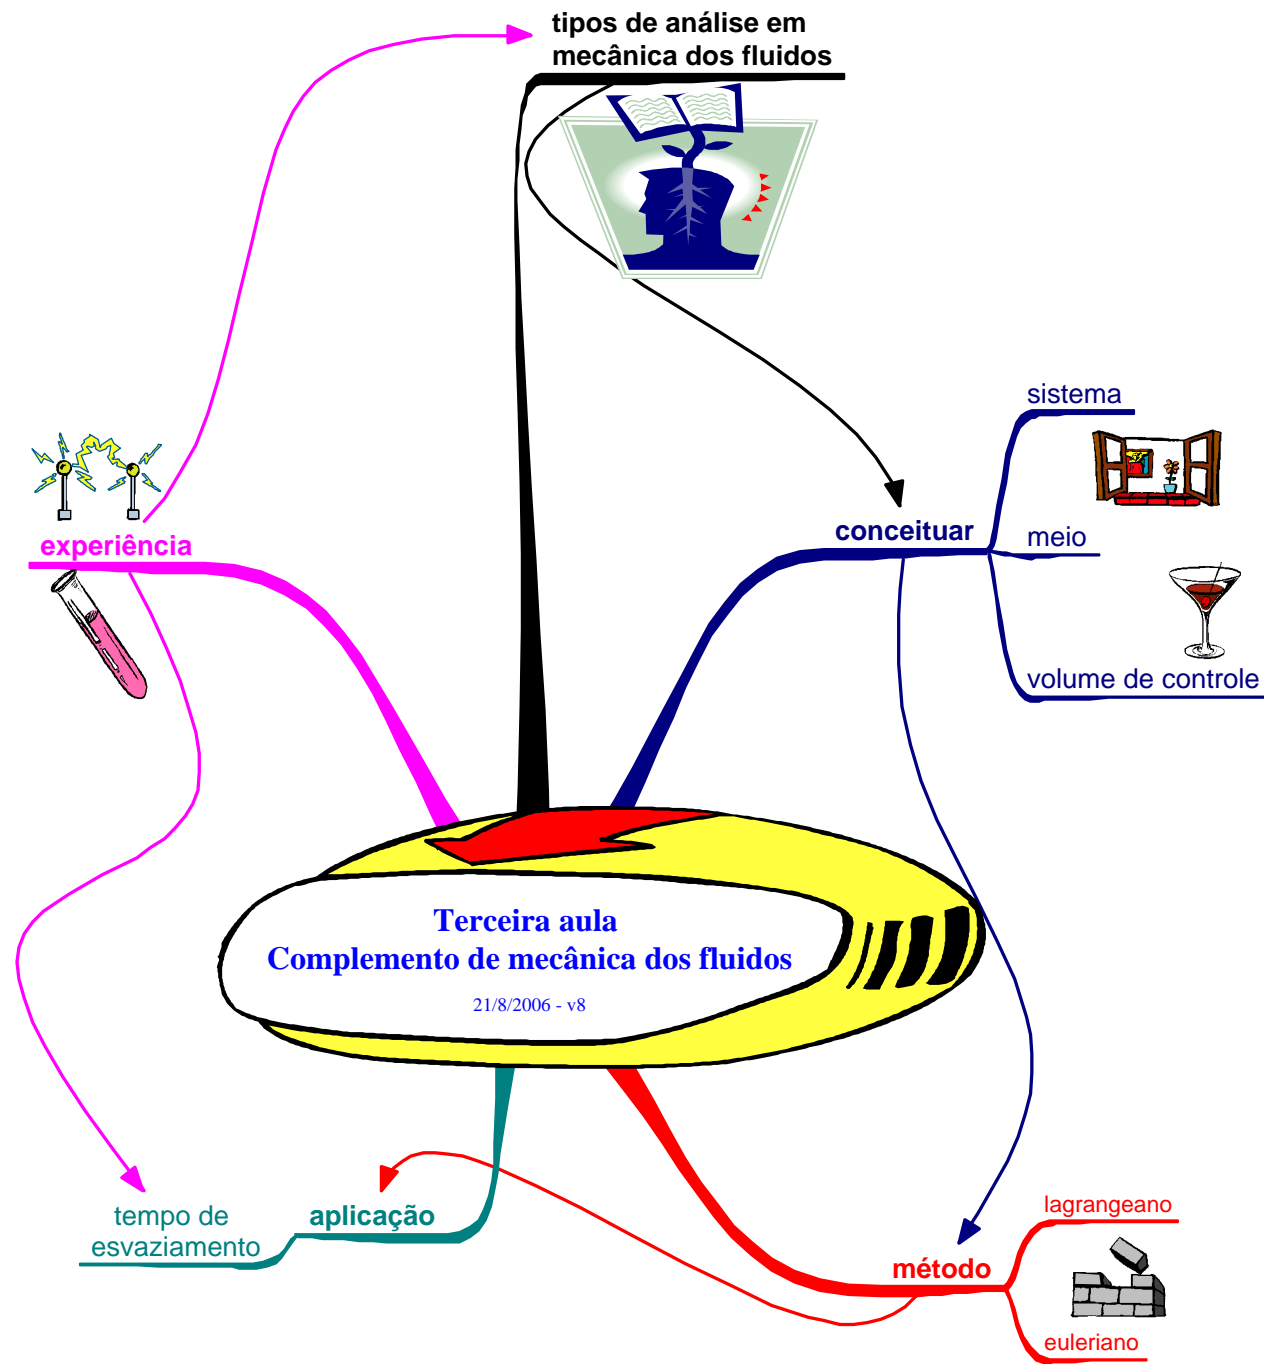 tipos de análise em
mecânica dos fluidos
sistema
experiência
conceituar
meio
volume de controle
Terceira aula
Complemento de mecânica dos fluidos
21/8/2006 - v8
tempo de
esvaziamento
aplicação
lagrangeano
método
euleriano